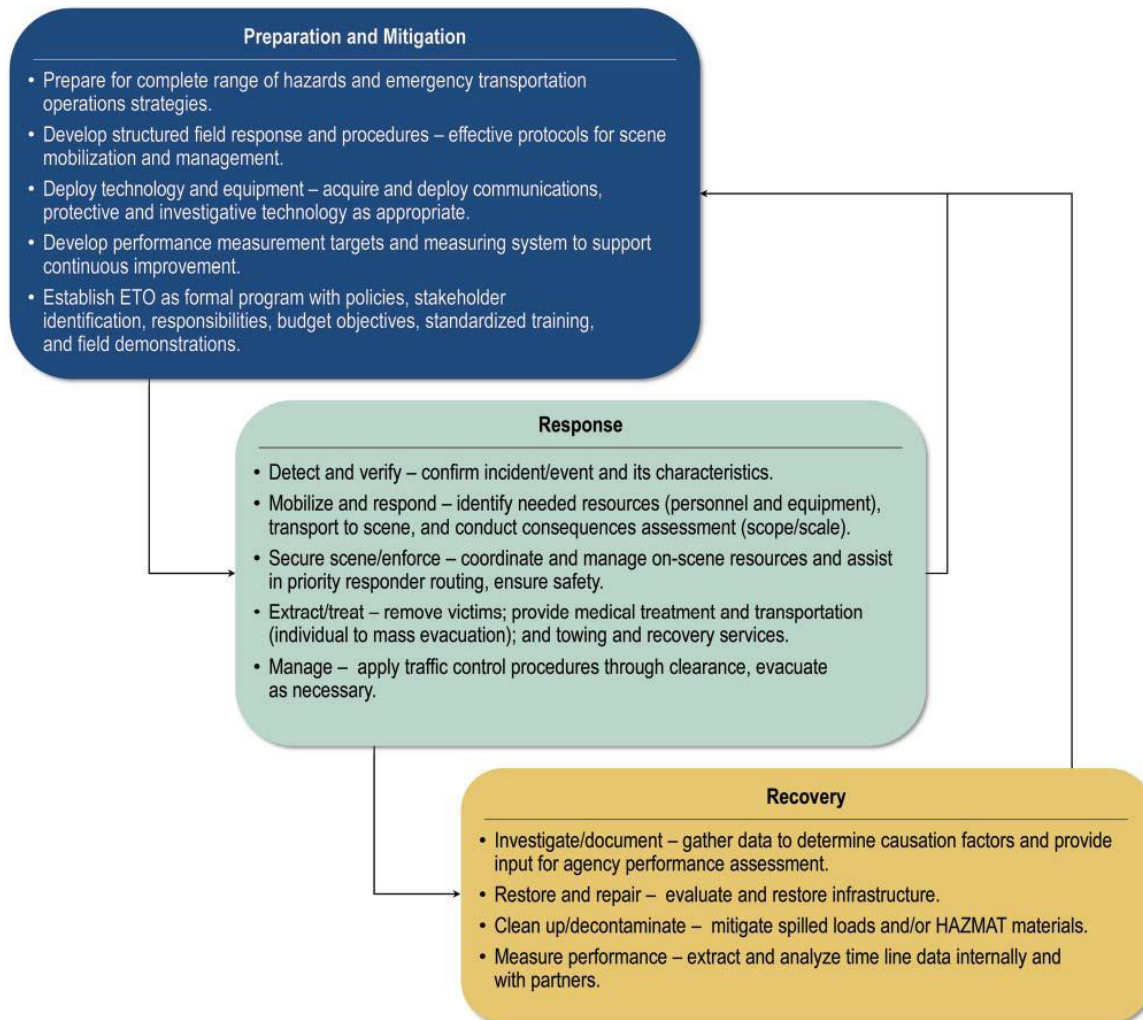 Preparation and Mitigation
• Prepare for complete range of hazards and emergency transportation
operations strategies.
• Develop structured field response and procedures – effective protocols for scene
mobilization and management.
• Deploy technology and equipment – acquire and deploy communications,
protective and investigative technology as appropriate.
• Develop performance measurement targets and measuring system to support
continuous improvement.
• Establish ETO as formal program with policies, stakeholder
identification, responsibilities, budget objectives, standardized training,
and field demonstrations.
Response
• Detect and verify – confirm incident/event and its characteristics.
• Mobilize and respond – identify needed resources (personnel and equipment),
transport to scene, and conduct consequences assessment (scope/scale).
• Secure scene/enforce – coordinate and manage on-scene resources and assist
in priority responder routing, ensure safety.
• Extract/treat – remove victims; provide medical treatment and transportation
(individual to mass evacuation); and towing and recovery services.
• Manage – apply traffic control procedures through clearance, evacuate
as necessary.
Recovery
• Investigate/document – gather data to determine causation factors and provide
input for agency performance assessment.
• Restore and repair – evaluate and restore infrastructure.
• Clean up/decontaminate – mitigate spilled loads and/or HAZMAT materials.
• Measure performance – extract and analyze time line data internally and
with partners.